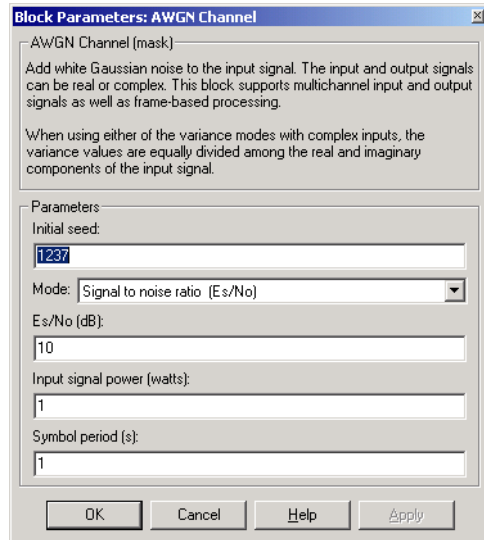 Block Parameters: AWGN Channel
AWGN Channel (mask)
Add white Gaussian noise to the input signal. The input and output signals
can be real or complex. This block supports multichannel input and output
signals as well as frame-based processing.
When using either of the variance modes with complex inputs, the
variance values are equally divided among the real and imaginary
components of the input signal.
Parameters
Initial seed:
1237
Mode: Signal to noise ratio (Es/No)
Es/No (dB):
10
Input signal power (watts):
1
Symbol period (s):
1
OK Cancel Help Apply